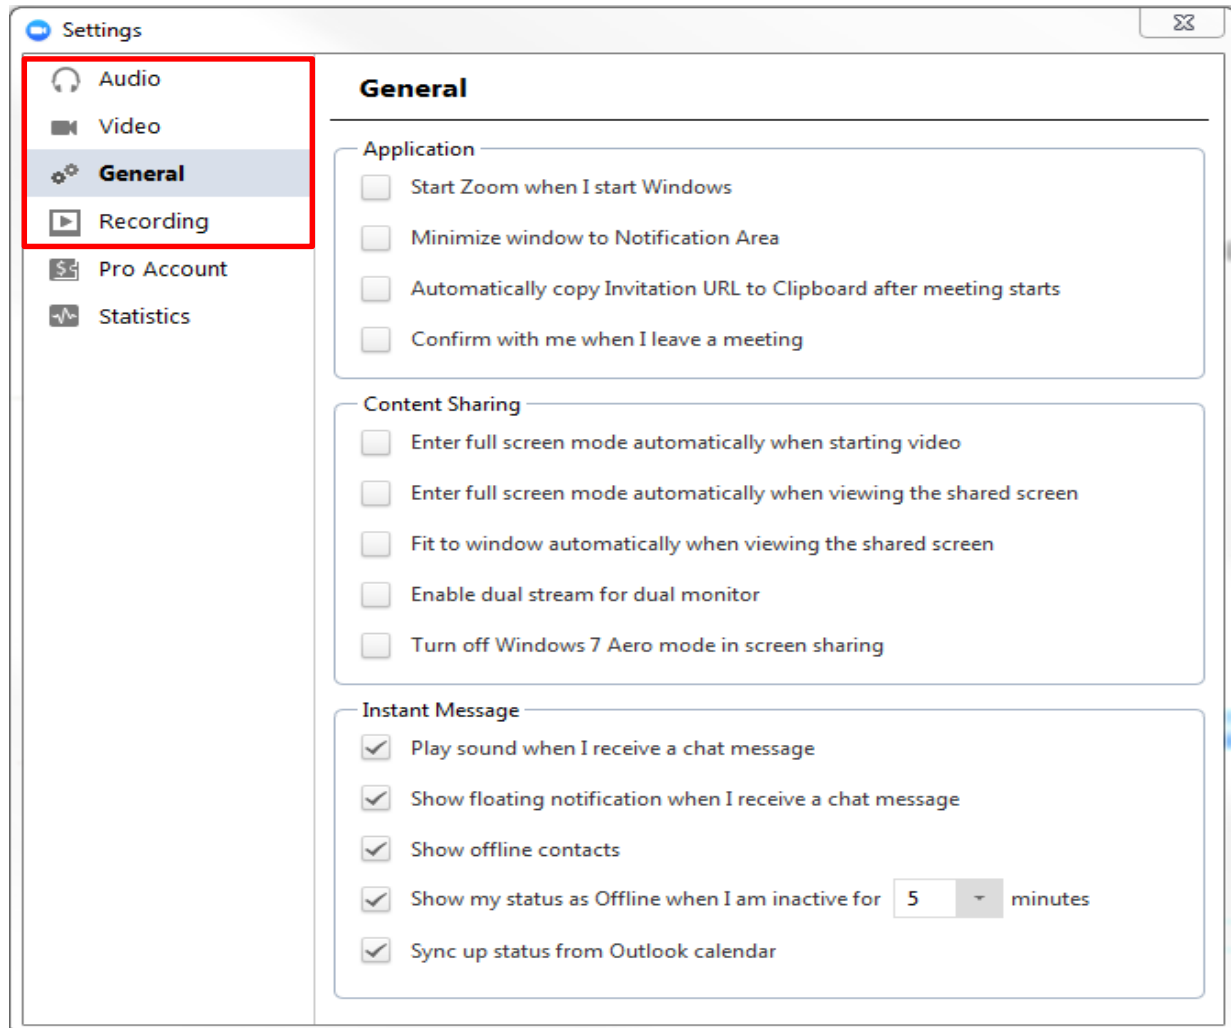 Settings
Audio
Video
General
Recording
Pro Account
Statistics
General
Application
Start Zoom when I start Windows
Minimize window to Notification Area
Automatically copy Invitation URL to Clipboard after meeting starts
Confirm with me when I leave a meeting
Content Sharing
Enter full screen mode automatically when starting video
Enter full screen mode automatically when viewing the shared screen
Fit to window automatically when viewing the shared screen
Enable dual stream for dual monitor
Turn off Windows 7 Aero mode in screen sharing
Instant Message
Play sound when I receive a chat message
Show floating notification when I receive a chat message
Show offline contacts
Show my status as Offline when I am inactive for 5 minutes
Sync up status from Outlook calendar